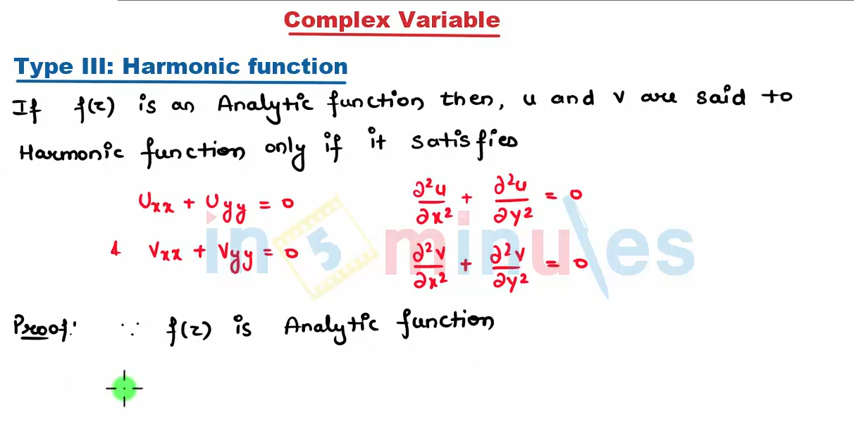 Complex Variable
Type III: Harmonic function
If f(z) is an Analytic function then, u and v are said to
Harmonic function only if it satisfies
Uxx + Uyy = 0 ∂²u/∂x² + ∂²u/∂y² = 0
& Vxx + Vyy = 0 ∂²v/∂x² + ∂²v/∂y² = 0
in 5 minutes
Proof: ∵ f(z) is Analytic function